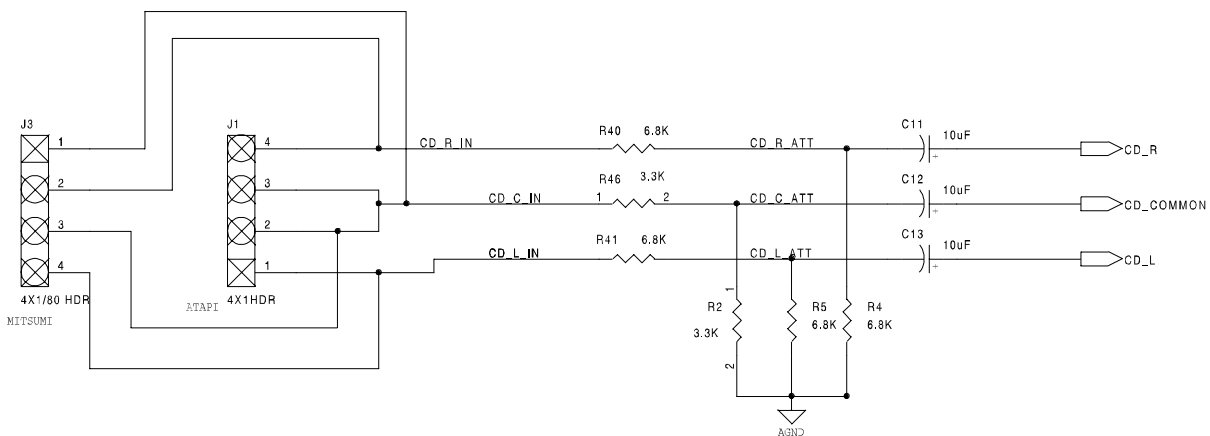 J3
1
2
3
4
4X1/80 HDR
MITSUMI
J1
4
3
2
1
4X1HDR
ATAPI
CD_R_IN
R40 6.8K
CD_R_ATT
C11
10uF
+
CD_R
CD_C_IN
R46 3.3K
1 2
CD_C_ATT
C12
10uF
+
CD_COMMON
CD_L_IN
R41 6.8K
CD_L_ATT
C13
10uF
+
CD_L
1
R2
3.3K
2
R5
6.8K
R4
6.8K
AGND